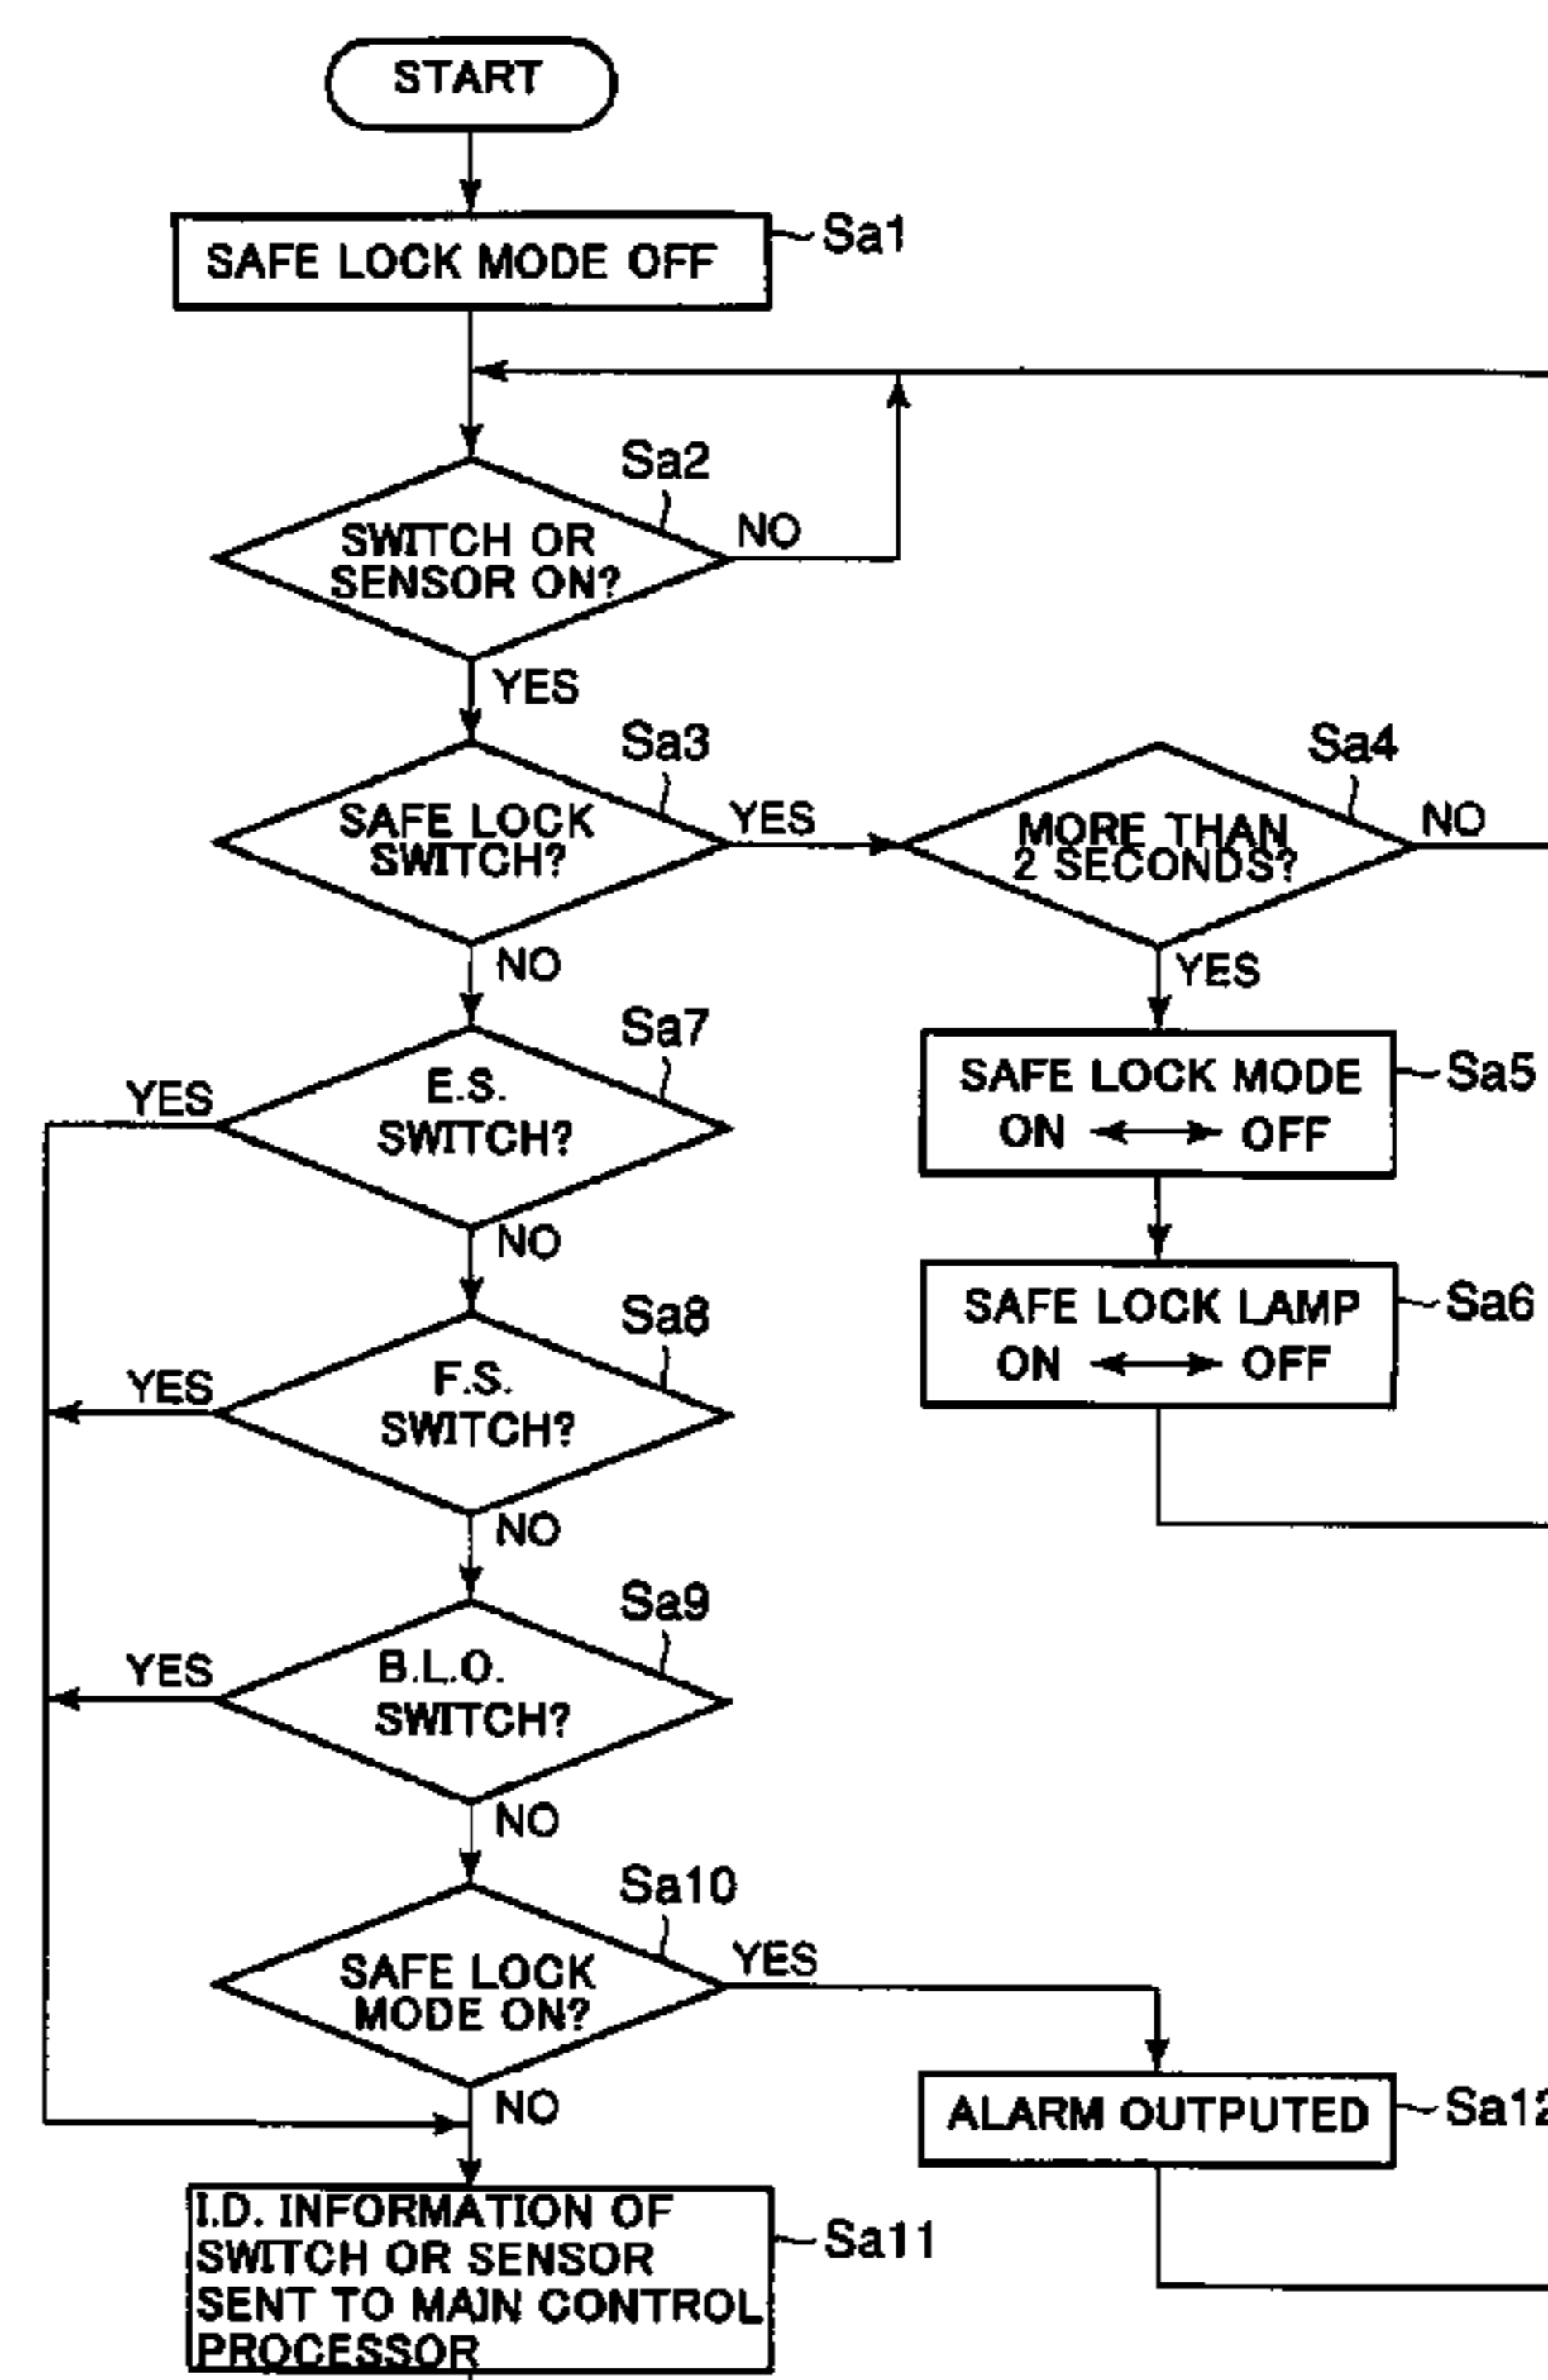 START
SAFE LOCK MODE OFF
Sa1
Sa2
SWITCH OR
SENSOR ON?
NO
YES
Sa3
SAFE LOCK
SWITCH?
YES
NO
Sa4
MORE THAN
2 SECONDS?
NO
YES
SAFE LOCK MODE
ON OFF
Sa5
SAFE LOCK LAMP
ON OFF
Sa6
Sa7
E.S.
SWITCH?
YES
NO
Sa8
F.S.
SWITCH?
YES
NO
Sa9
B.L.O.
SWITCH?
YES
NO
Sa10
SAFE LOCK
MODE ON?
YES
NO
ALARM OUTPUTED
Sa12
I.D. INFORMATION OF
SWITCH OR SENSOR
SENT TO MAIN CONTROL
PROCESSOR
Sa11